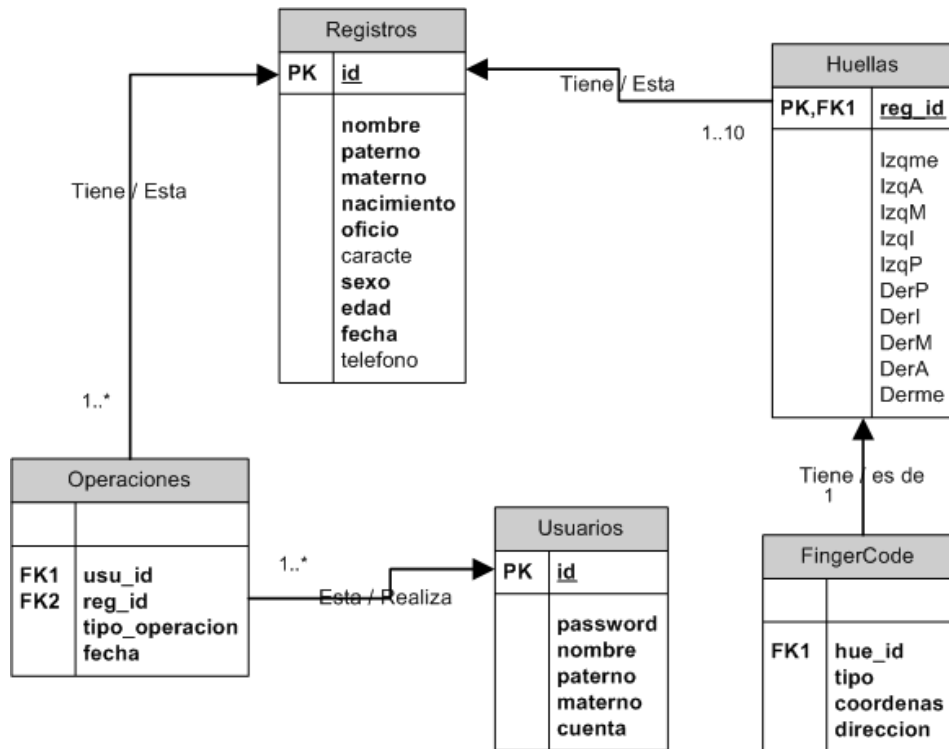 Registros
PK id
nombre
paterno
materno
nacimiento
oficio
caracte
sexo
edad
fecha
telefono
Tiene / Esta
1..10
Huellas
PK,FK1 reg_id
Izqme
IzqA
IzqM
IzqI
IzqP
DerP
DerI
DerM
DerA
Derme
Tiene / Esta
1..*
Operaciones
FK1 usu_id
FK2 reg_id
tipo_operacion
fecha
1..*
Esta / Realiza
Usuarios
PK id
password
nombre
paterno
materno
cuenta
Tiene / es de
1
FingerCode
FK1 hue_id
tipo
coordenas
direccion